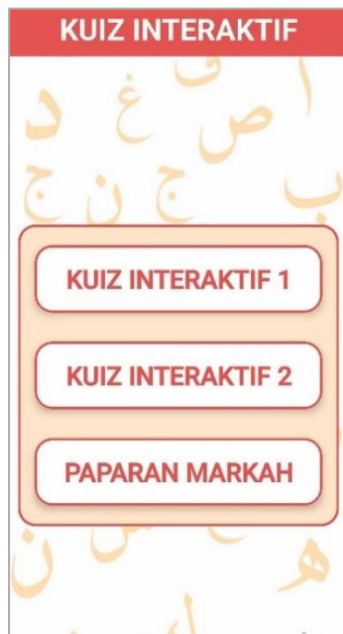 KUIZ INTERAKTIF
ف ا
د غ ص
ج ن ج ب
KUIZ INTERAKTIF 1
KUIZ INTERAKTIF 2
PAPARAN MARKAH
ن ه